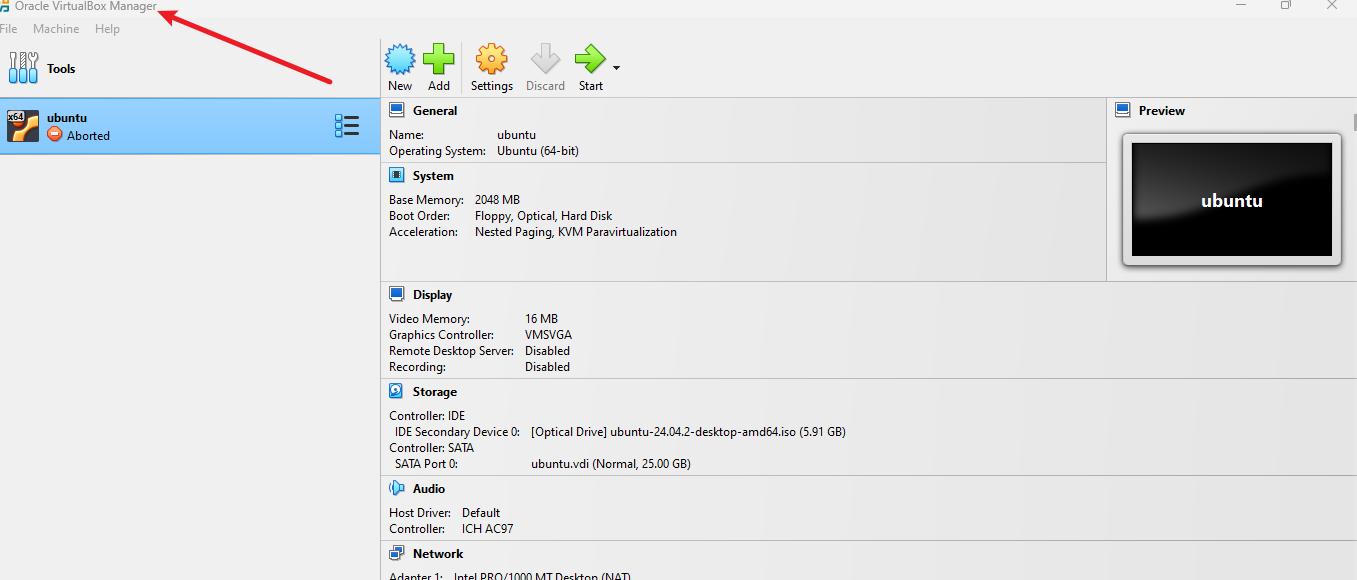 Oracle VirtualBox Manager
File Machine Help
Tools
New Add Settings Discard Start
x64
ubuntu
Aborted
General
Name: ubuntu
Operating System: Ubuntu (64-bit)
Preview
ubuntu
System
Base Memory: 2048 MB
Boot Order: Floppy, Optical, Hard Disk
Acceleration: Nested Paging, KVM Paravirtualization
Display
Video Memory: 16 MB
Graphics Controller: VMSVGA
Remote Desktop Server: Disabled
Recording: Disabled
Storage
Controller: IDE
IDE Secondary Device 0: [Optical Drive] ubuntu-24.04.2-desktop-amd64.iso (5.91 GB)
Controller: SATA
SATA Port 0: ubuntu.vdi (Normal, 25.00 GB)
Audio
Host Driver: Default
Controller: ICH AC97
Network
Adapter 1: Intel PRO/1000 MT Desktop (NAT)